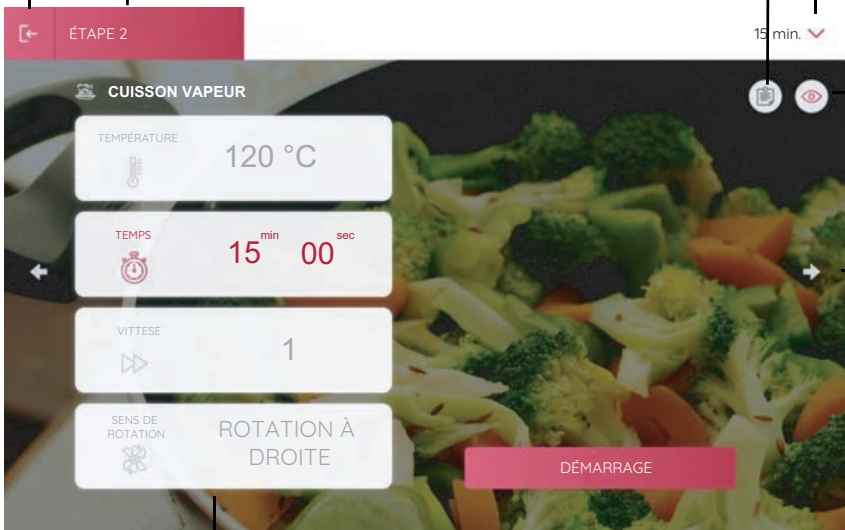 ÉTAPE 2
15 min.
CUISSON VAPEUR
TEMPÉRATURE
120 °C
TEMPS
15 min 00 sec
VITTESE
1
SENS DE
ROTATION
ROTATION À
DROITE
DÉMARRAGE